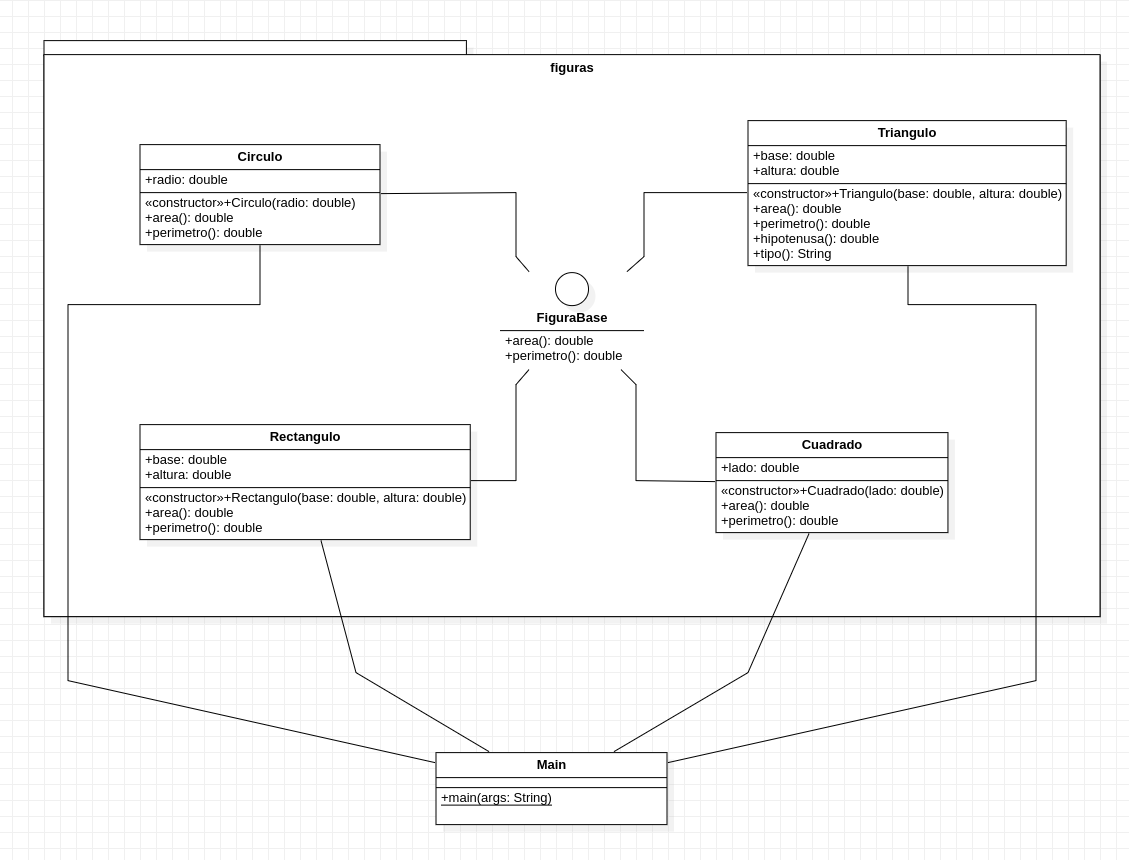 figuras
Circulo
+radio: double
«constructor»+Circulo(radio: double)
+area(): double
+perimetro(): double
Triangulo
+base: double
+altura: double
«constructor»+Triangulo(base: double, altura: double)
+area(): double
+perimetro(): double
+hipotenusa(): double
+tipo(): String
FiguraBase
+area(): double
+perimetro(): double
Rectangulo
+base: double
+altura: double
«constructor»+Rectangulo(base: double, altura: double)
+area(): double
+perimetro(): double
Cuadrado
+lado: double
«constructor»+Cuadrado(lado: double)
+area(): double
+perimetro(): double
Main
+main(args: String)